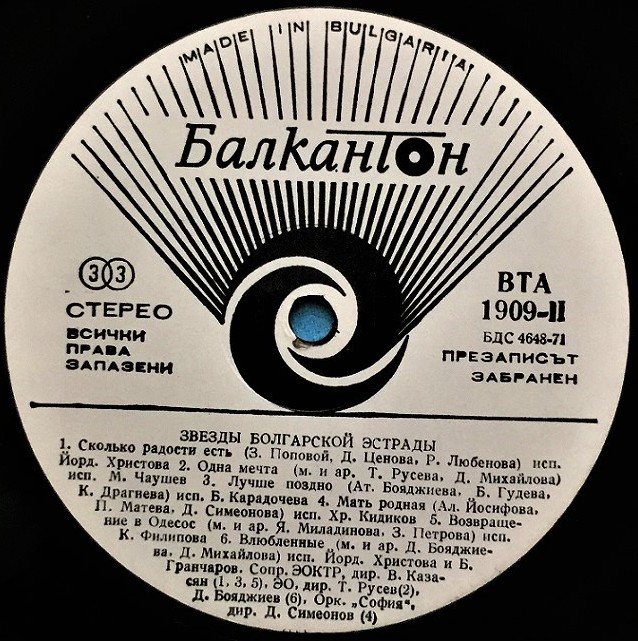 MADE IN BULGARIA
Балкантон
33
СТЕРЕО
ВСИЧКИ
ПРАВА
ЗАПАЗЕНИ
ВТА
1909-II
БДС 4648-71
ПРЕЗАПИСЪТ
ЗАБРАНЕН
ЗВЕЗДЫ БОЛГАРСКОЙ ЭСТРАДЫ
1. Сколько радости есть (З. Поповой, Д. Ценова, Р. Любенова) исп.
Йорд. Христова 2. Одна мечта (м. и ар. Т. Русева, Д. Михайлова)
исп. М. Чаушев 3. Лучше поздно (Ат. Бояджиева, Б. Гудева,
К. Драгнева) исп. Б. Карадочева 4. Мать родная (Ал. Йосифова,
П. Матева, Д. Симеонова) исп. Хр. Кидиков 5. Возвраще-
ние в Одесос (м. и ар. Я. Миладинова, З. Петрова) исп.
К. Филипова 6. Влюбленные (м. и ар. Д. Бояджие-
ва, Д. Михайлова) исп. Йорд. Христова и Б.
Гранчаров. Сопр. ЭОКТР, дир. В. Каза-
сян (1, 3, 5), ЭО, дир. Т. Русев(2),
Д. Бояджиев (6), Орк. „София",
дир. Д. Симеонов (4)